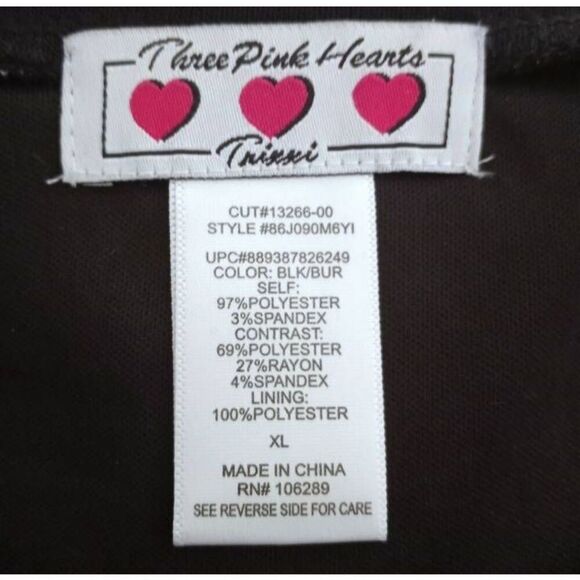 Three Pink Hearts
Trixxi
CUT#13266-00
STYLE #86J090M6YI
UPC#889387826249
COLOR: BLK/BUR
SELF:
97%POLYESTER
3%SPANDEX
CONTRAST:
69%POLYESTER
27%RAYON
4%SPANDEX
LINING:
100%POLYESTER
XL
MADE IN CHINA
RN# 106289
SEE REVERSE SIDE FOR CARE